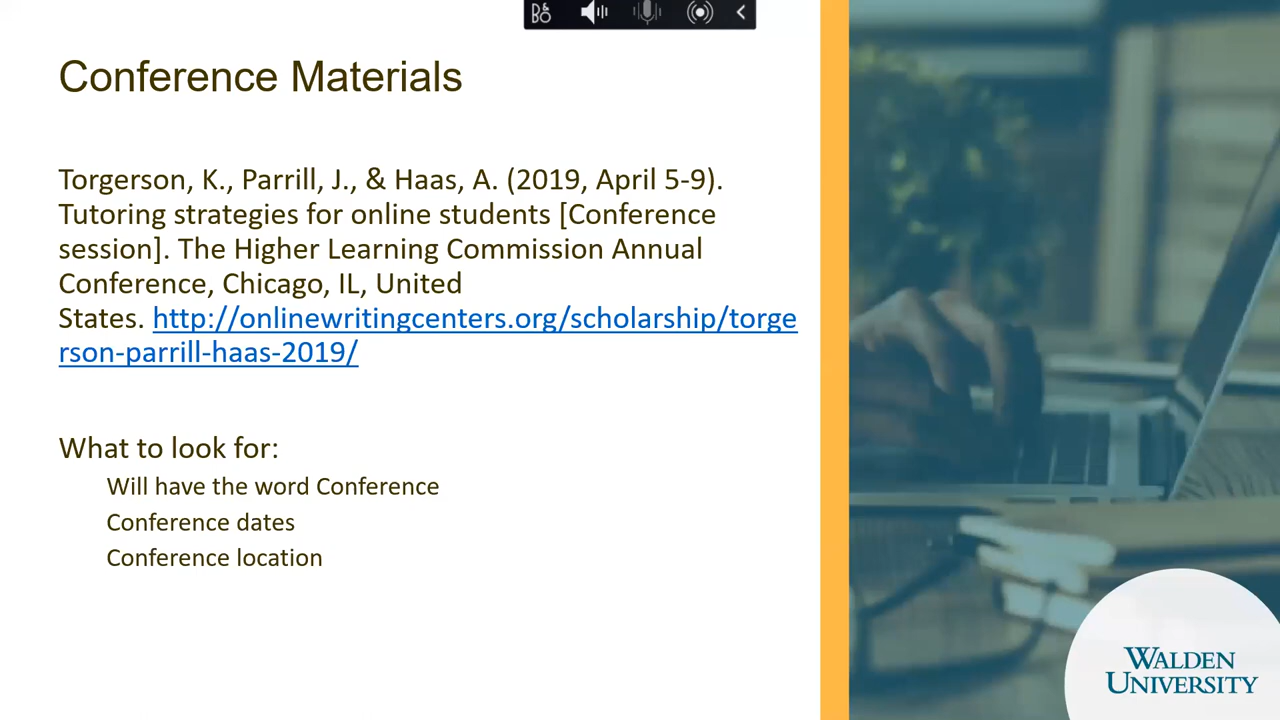 B&O
Conference Materials
Torgerson, K., Parrill, J., & Haas, A. (2019, April 5-9).
Tutoring strategies for online students [Conference
session]. The Higher Learning Commission Annual
Conference, Chicago, IL, United
States. http://onlinewritingcenters.org/scholarship/torge
rson-parrill-haas-2019/
What to look for:
Will have the word Conference
Conference dates
Conference location
WALDEN
UNIVERSITY